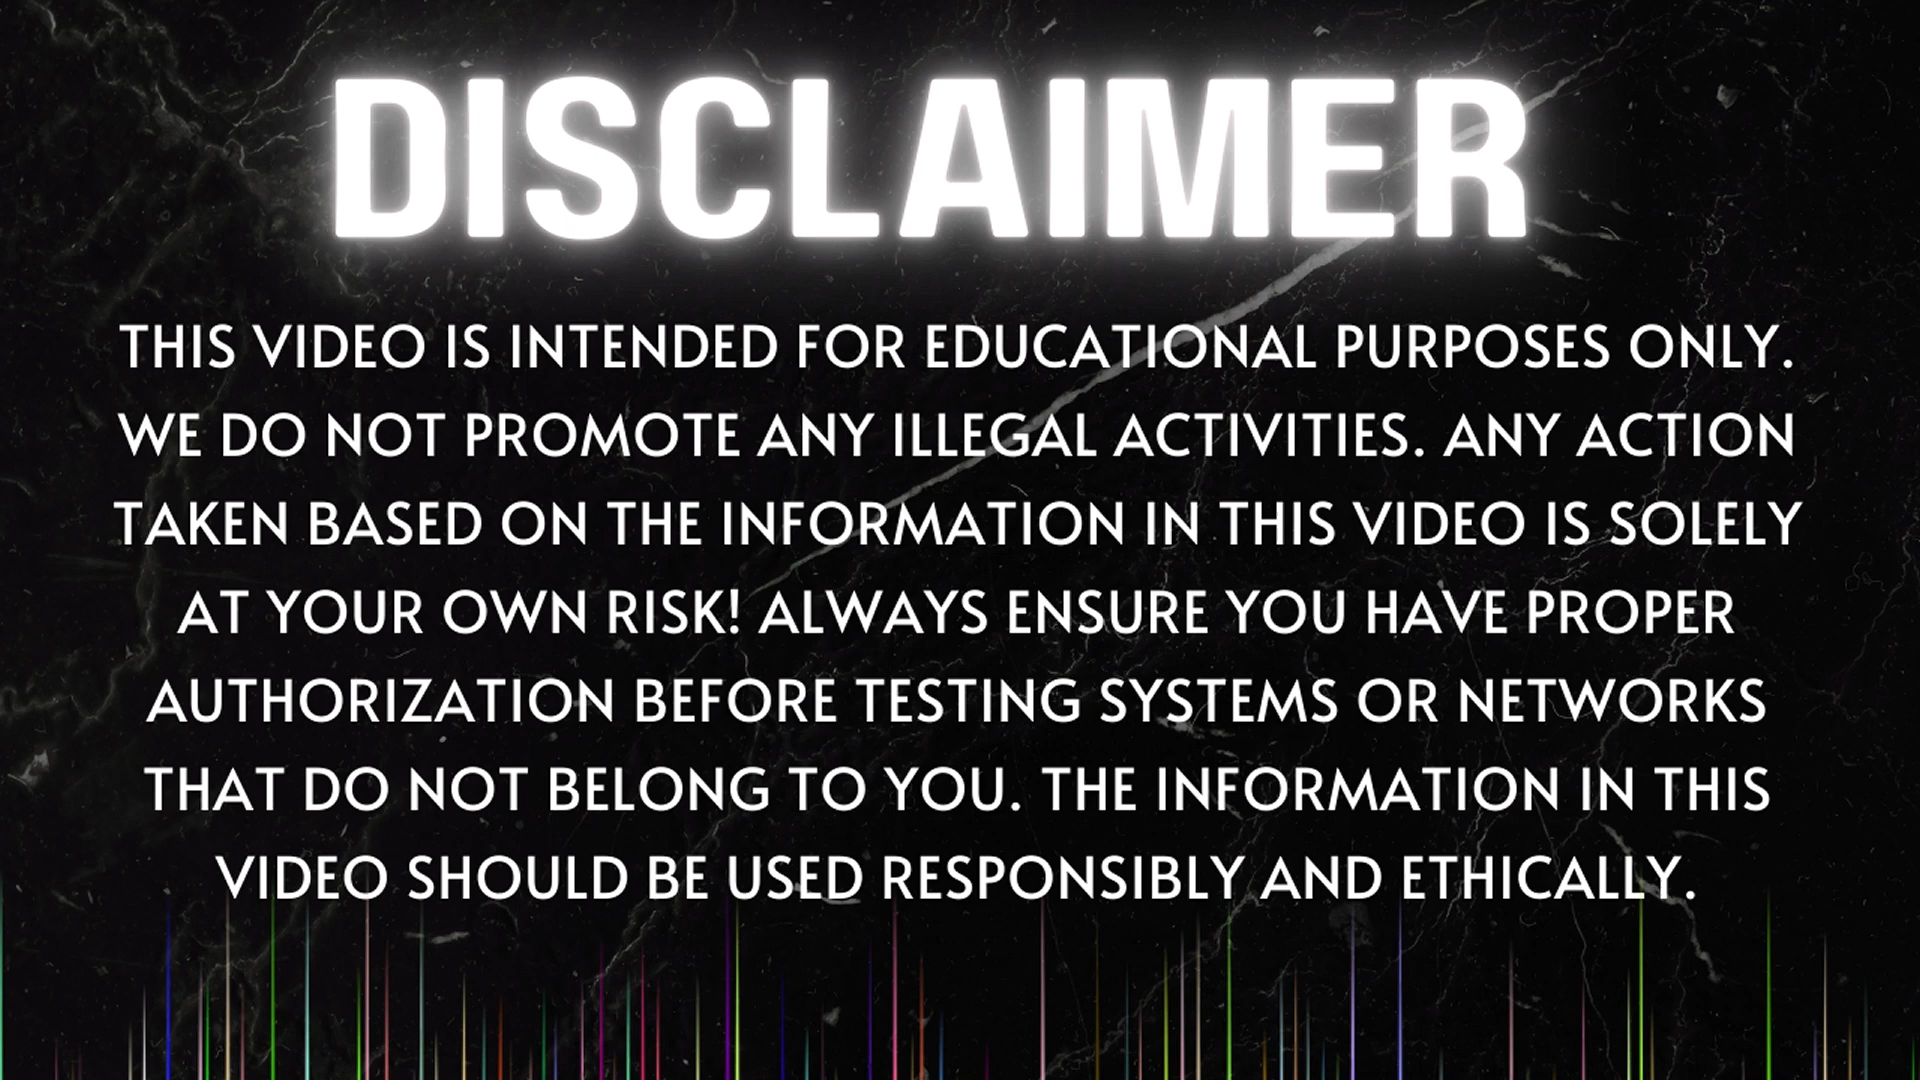 DISCLAIMER
THIS VIDEO IS INTENDED FOR EDUCATIONAL PURPOSES ONLY.
WE DO NOT PROMOTE ANY ILLEGAL ACTIVITIES. ANY ACTION
TAKEN BASED ON THE INFORMATION IN THIS VIDEO IS SOLELY
AT YOUR OWN RISK! ALWAYS ENSURE YOU HAVE PROPER
AUTHORIZATION BEFORE TESTING SYSTEMS OR NETWORKS
THAT DO NOT BELONG TO YOU. THE INFORMATION IN THIS
VIDEO SHOULD BE USED RESPONSIBLY AND ETHICALLY.